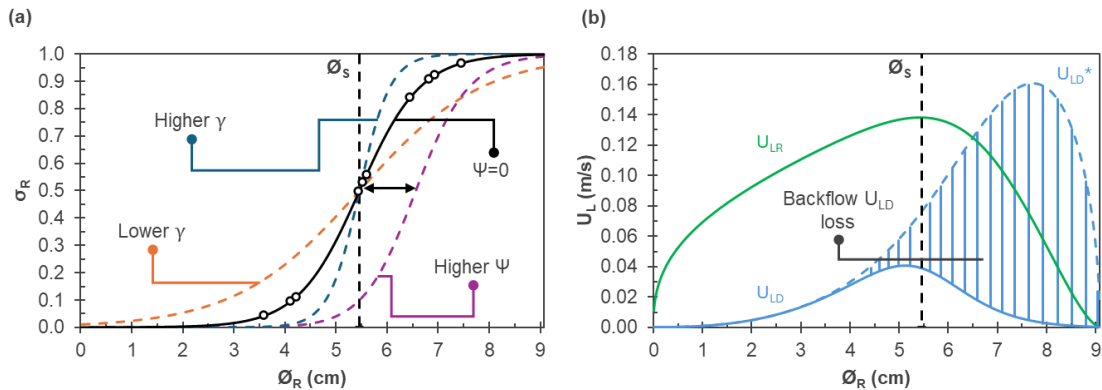 (a)
1.0
0.9
0.8
0.7
0.6
0.5
0.4
0.3
0.2
0.1
0.0
σR
Øs
Higher γ
Ψ=0
Lower γ
Higher Ψ
0 1 2 3 4 5 6 7 8 9
ØR (cm)
(b)
0.18
0.16
0.14
0.12
0.10
0.08
0.06
0.04
0.02
0.00
UL (m/s)
Øs
ULD*
ULR
Backflow ULD
loss
ULD
0 1 2 3 4 5 6 7 8 9
ØR (cm)